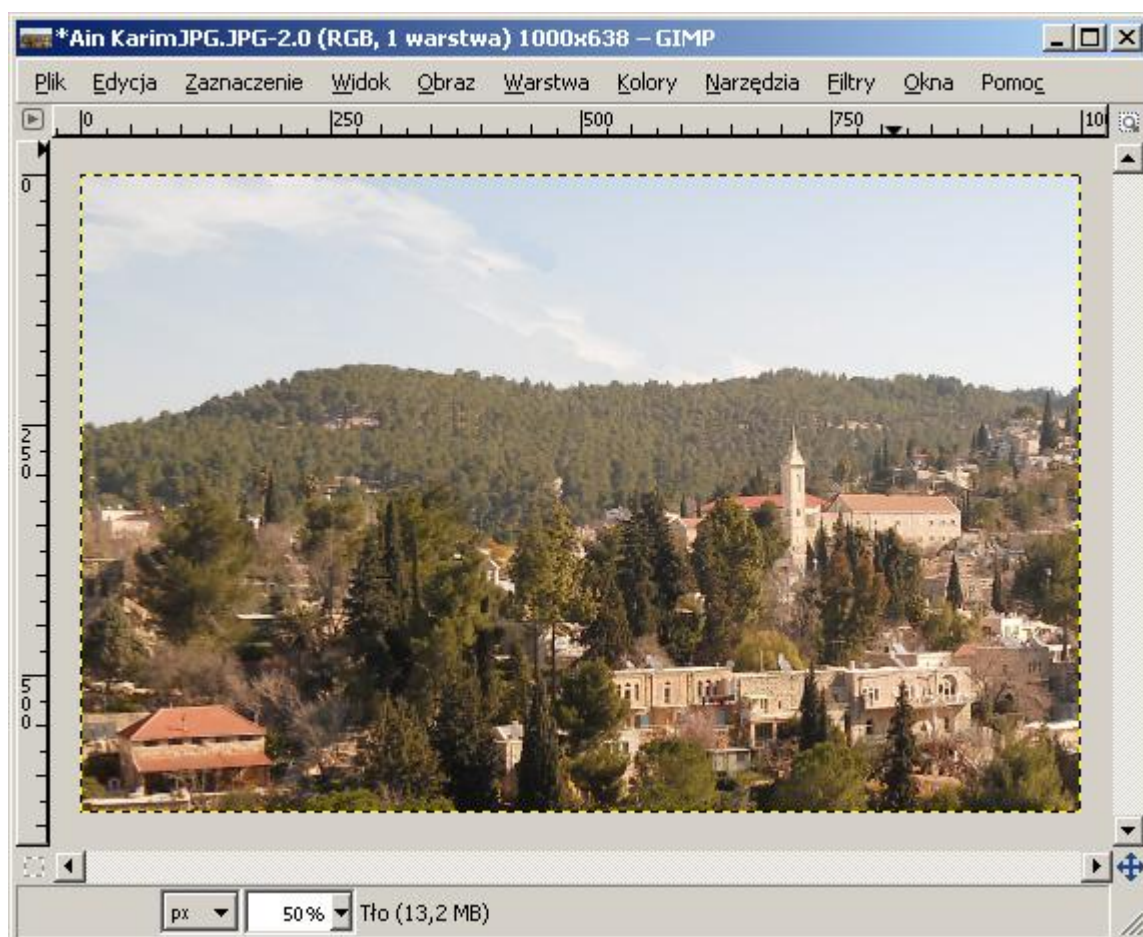 *Ain KarimJPG.JPG-2.0 (RGB, 1 warstwa) 1000x638 – GIMP
Plik Edycja Zaznaczenie Widok Obraz Warstwa Kolory Narzędzia Filtry Okna Pomoc
0 250 500 750 100
0
250
500
px 50% Tło (13,2 MB)